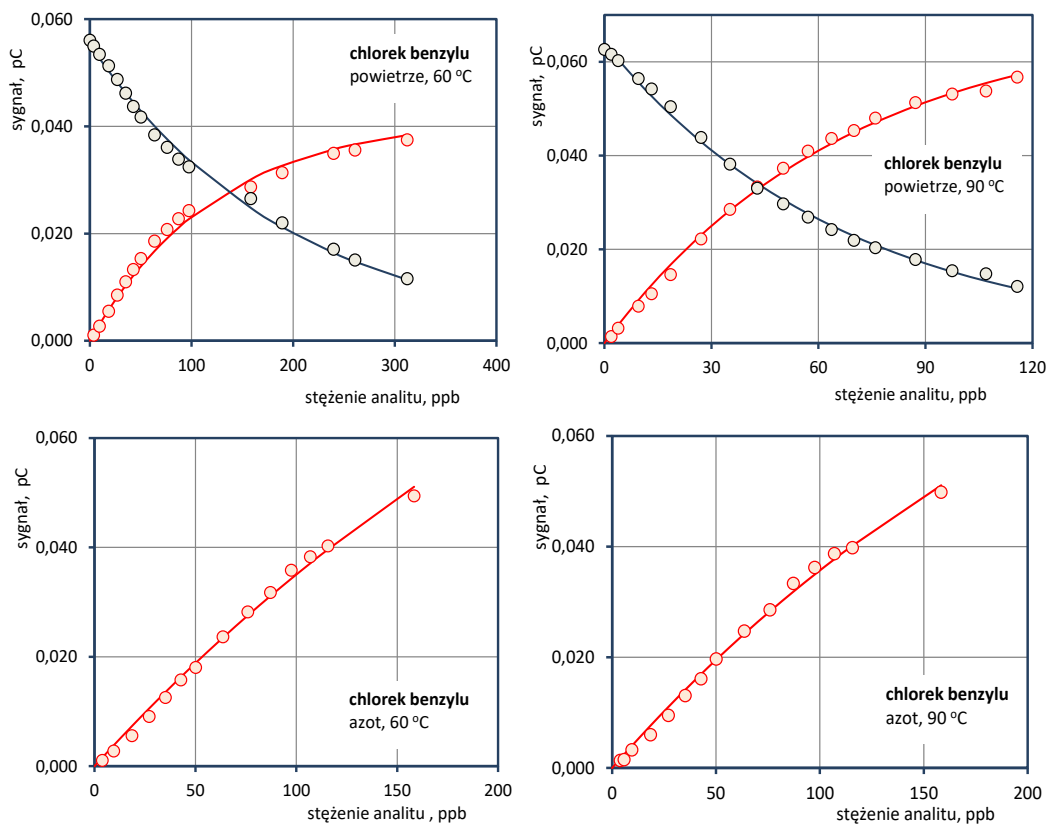 0,060
0,040
0,020
0,000
sygnał, pC
chlorek benzylu
powietrze, 60 °C
0 100 200 300 400
stężenie analitu, ppb
0,060
0,040
0,020
0,000
sygnał, pC
chlorek benzylu
powietrze, 90 °C
0 30 60 90 120
stężenie analitu, ppb
0,060
0,040
0,020
0,000
sygnał, pC
chlorek benzylu
azot, 60 °C
0 50 100 150 200
stężenie analitu , ppb
0,060
0,040
0,020
0,000
sygnał, pC
chlorek benzylu
azot, 90 °C
0 50 100 150 200
stężenie analitu, ppb